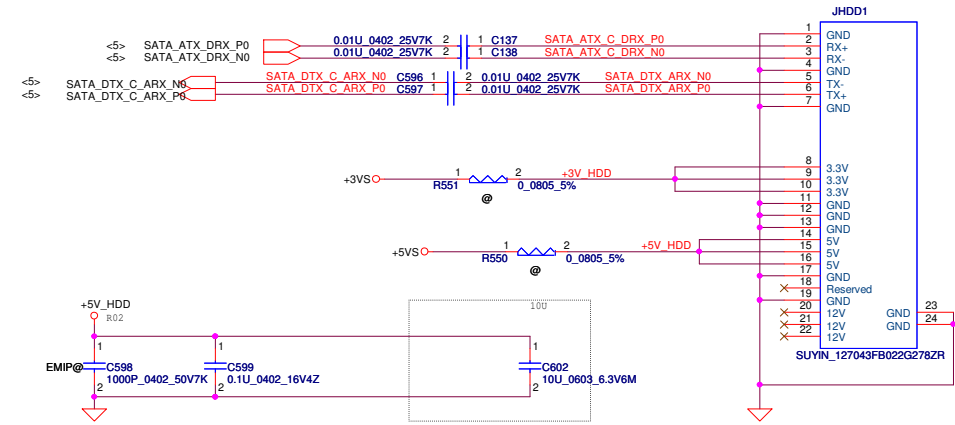 JHDD1
1 GND
<5> SATA_ATX_DRX_P0 0.01U_0402_25V7K 2 1 C137 SATA_ATX_C_DRX_P0 2 RX+
<5> SATA_ATX_DRX_N0 0.01U_0402_25V7K 2 1 C138 SATA_ATX_C_DRX_N0 3 RX-
4 GND
<5> SATA_DTX_C_ARX_N0 SATA_DTX_C_ARX_N0 C596 1 2 0.01U_0402_25V7K SATA_DTX_ARX_N0 5 TX-
<5> SATA_DTX_C_ARX_P0 SATA_DTX_C_ARX_P0 C597 1 2 0.01U_0402_25V7K SATA_DTX_ARX_P0 6 TX+
7 GND
8 3.3V
+3VS R551 1 2 0_0805_5% +3V_HDD 9 3.3V
@
10 3.3V
11 GND
12 GND
13 GND
14 5V
+5VS R550 1 2 0_0805_5% +5V_HDD 15 5V
@
16 5V
17 GND
18 Reserved
19 GND
20 12V GND 23
21 12V GND 24
22 12V
SUYIN_127043FB022G278ZR
+5V_HDD
R02
10U
1 1 1
EMIP@ C598 C599 C602
1000P_0402_50V7K 0.1U_0402_16V4Z 10U_0603_6.3V6M
2 2 2